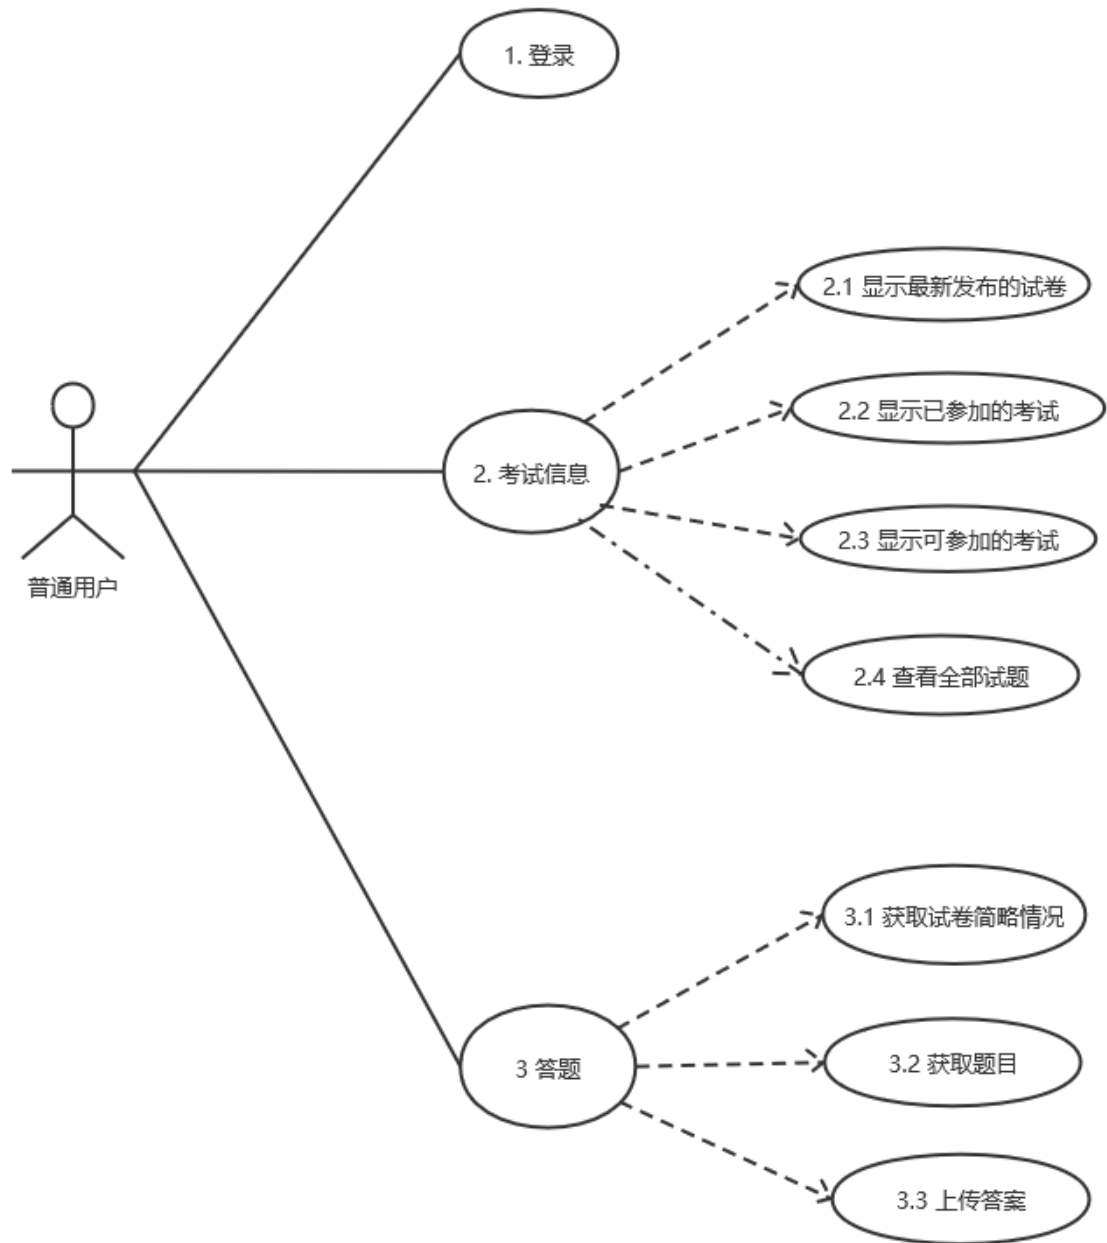 1. 登录
2.1 显示最新发布的试卷
2.2 显示已参加的考试
2. 考试信息
2.3 显示可参加的考试
普通用户
2.4 查看全部试题
3.1 获取试卷简略情况
3 答题
3.2 获取题目
3.3 上传答案